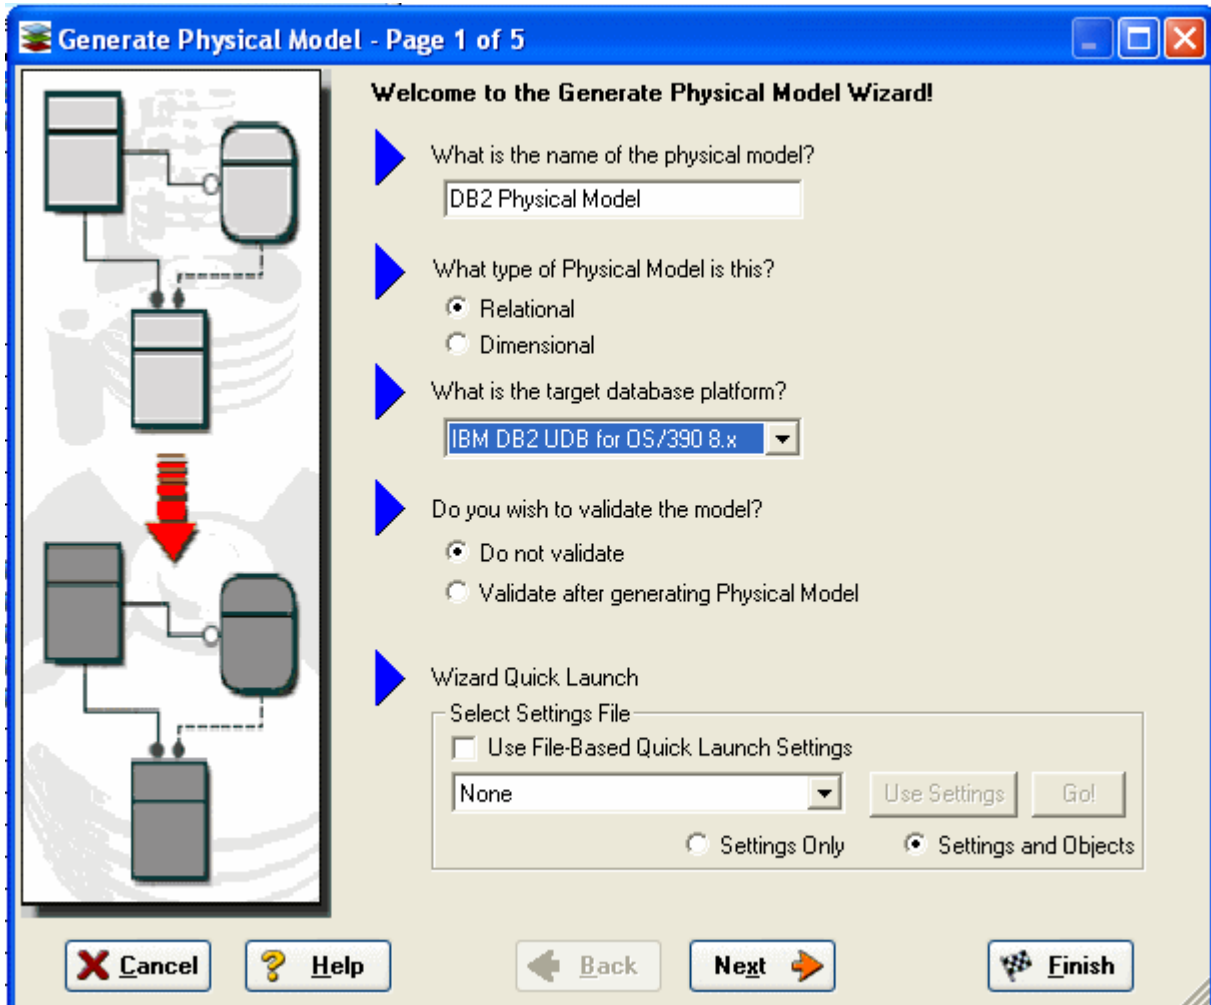 Generate Physical Model - Page 1 of 5
Welcome to the Generate Physical Model Wizard!
What is the name of the physical model?
DB2 Physical Model
What type of Physical Model is this?
Relational
Dimensional
What is the target database platform?
IBM DB2 UDB for OS/390 8.x
Do you wish to validate the model?
Do not validate
Validate after generating Physical Model
Wizard Quick Launch
Select Settings File
Use File-Based Quick Launch Settings
None Use Settings Go!
Settings Only Settings and Objects
Cancel Help Back Next Finish